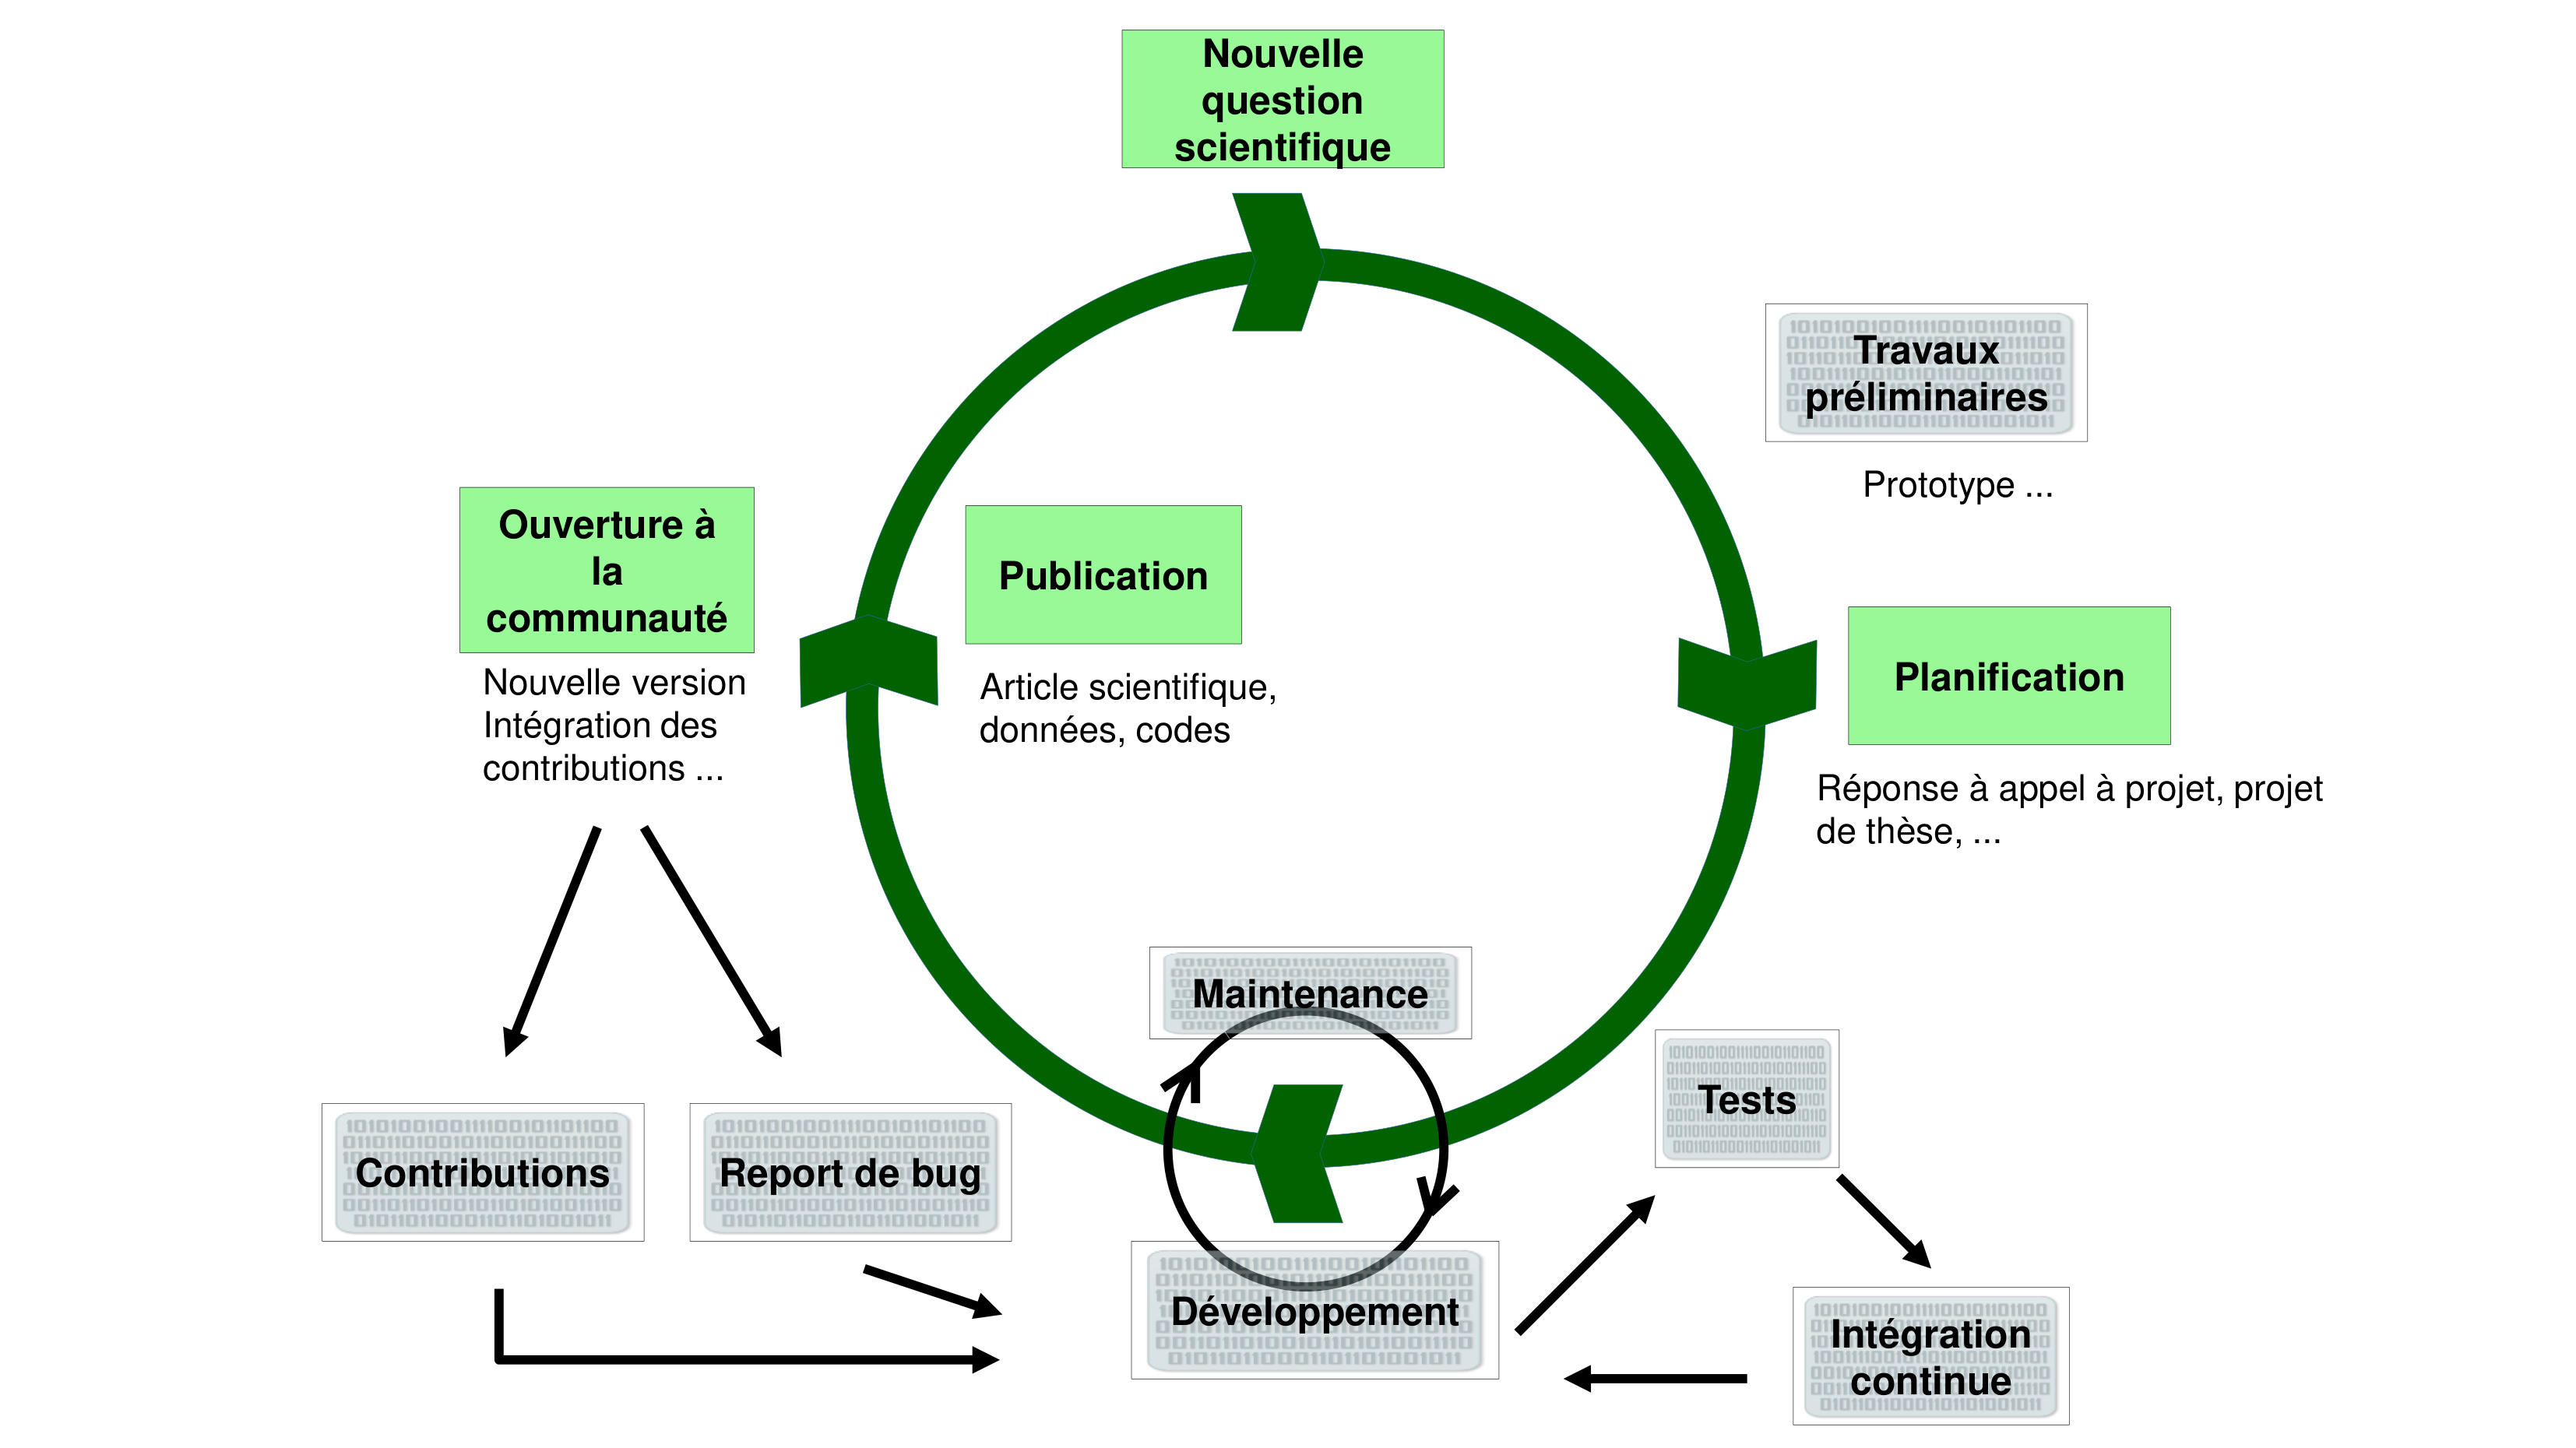 Nouvelle
question
scientifique
Travaux
préliminaires
Prototype ...
Ouverture à
la
communauté
Nouvelle version
Intégration des
contributions ...
Publication
Article scientifique,
données, codes
Planification
Réponse à appel à projet, projet
de thèse, ...
Maintenance
Tests
Contributions
Report de bug
Développement
Intégration
continue